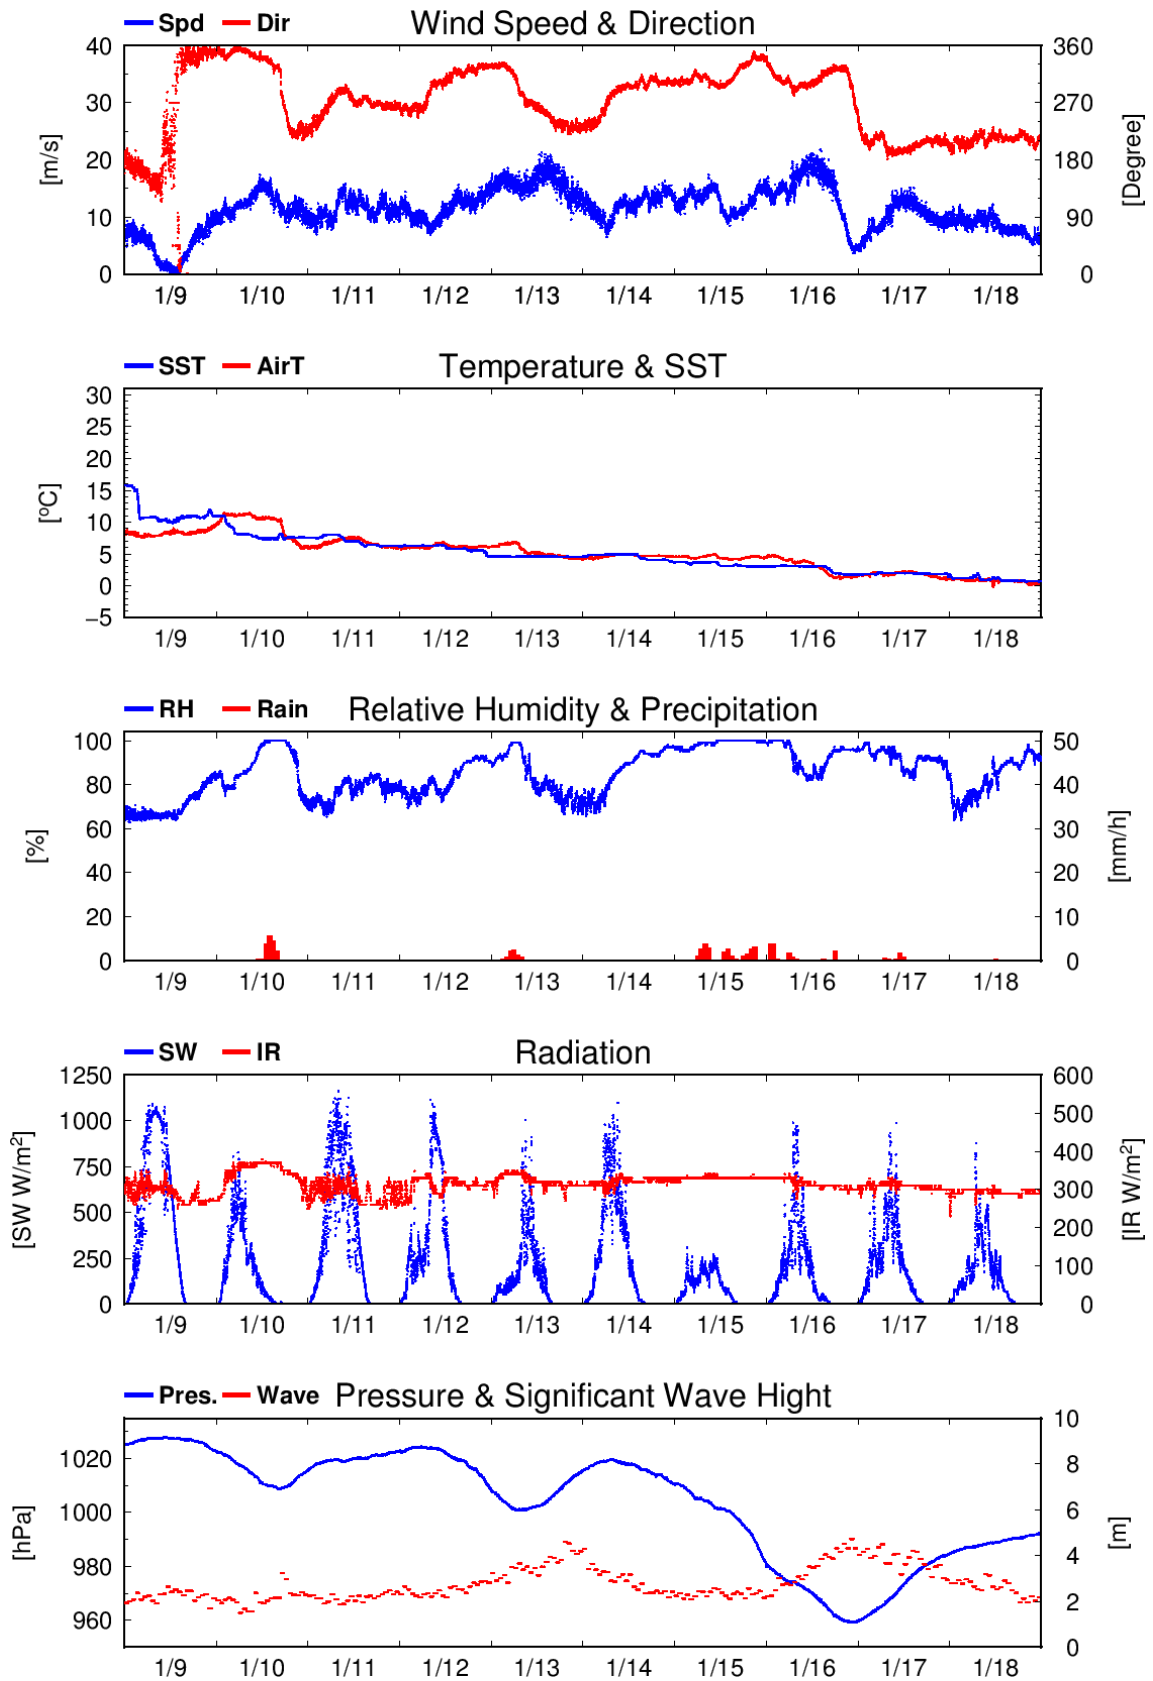 Spd Dir Wind Speed & Direction
40 360
30 270
20 180
10 90
0 0
[m/s] [Degree]
1/9 1/10 1/11 1/12 1/13 1/14 1/15 1/16 1/17 1/18
SST AirT Temperature & SST
30
25
20
15
10
5
0
−5
[ºC]
1/9 1/10 1/11 1/12 1/13 1/14 1/15 1/16 1/17 1/18
RH Rain Relative Humidity & Precipitation
100 50
80 40
60 30
40 20
20 10
0 0
[%] [mm/h]
1/9 1/10 1/11 1/12 1/13 1/14 1/15 1/16 1/17 1/18
SW IR Radiation
1250 600
1000 500
750 400
500 300
250 200
0 100
0
[SW W/m²] [IR W/m²]
1/9 1/10 1/11 1/12 1/13 1/14 1/15 1/16 1/17 1/18
Pres. Wave Pressure & Significant Wave Hight
1020 10
1000 8
980 6
960 4
2
0
[hPa] [m]
1/9 1/10 1/11 1/12 1/13 1/14 1/15 1/16 1/17 1/18